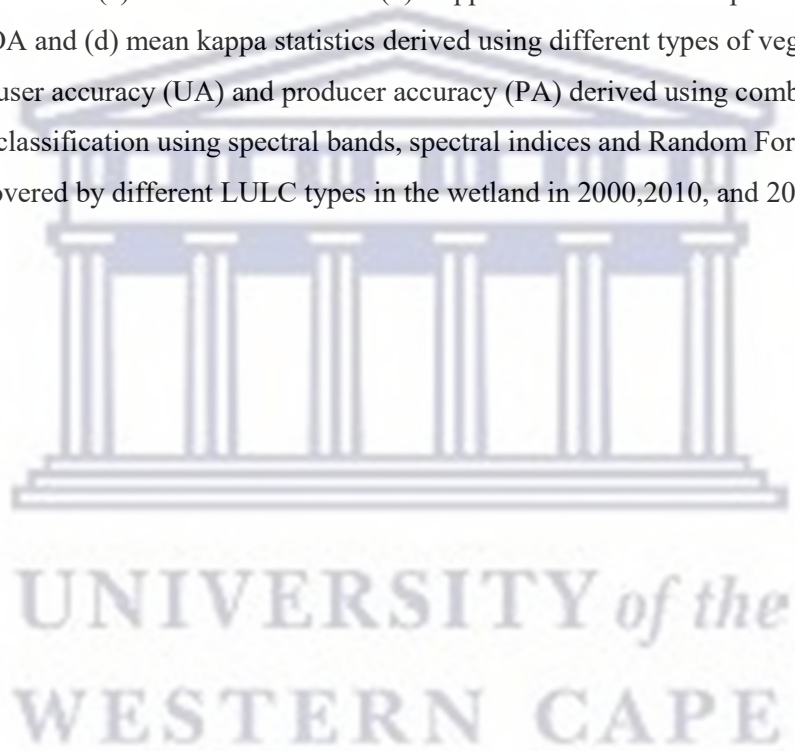 OA and (d) mean kappa statistics derived using different types of veg
user accuracy (UA) and producer accuracy (PA) derived using comb
classification using spectral bands, spectral indices and Random For
overed by different LULC types in the wetland in 2000,2010, and 20
UNIVERSITY of the
WESTERN CAPE